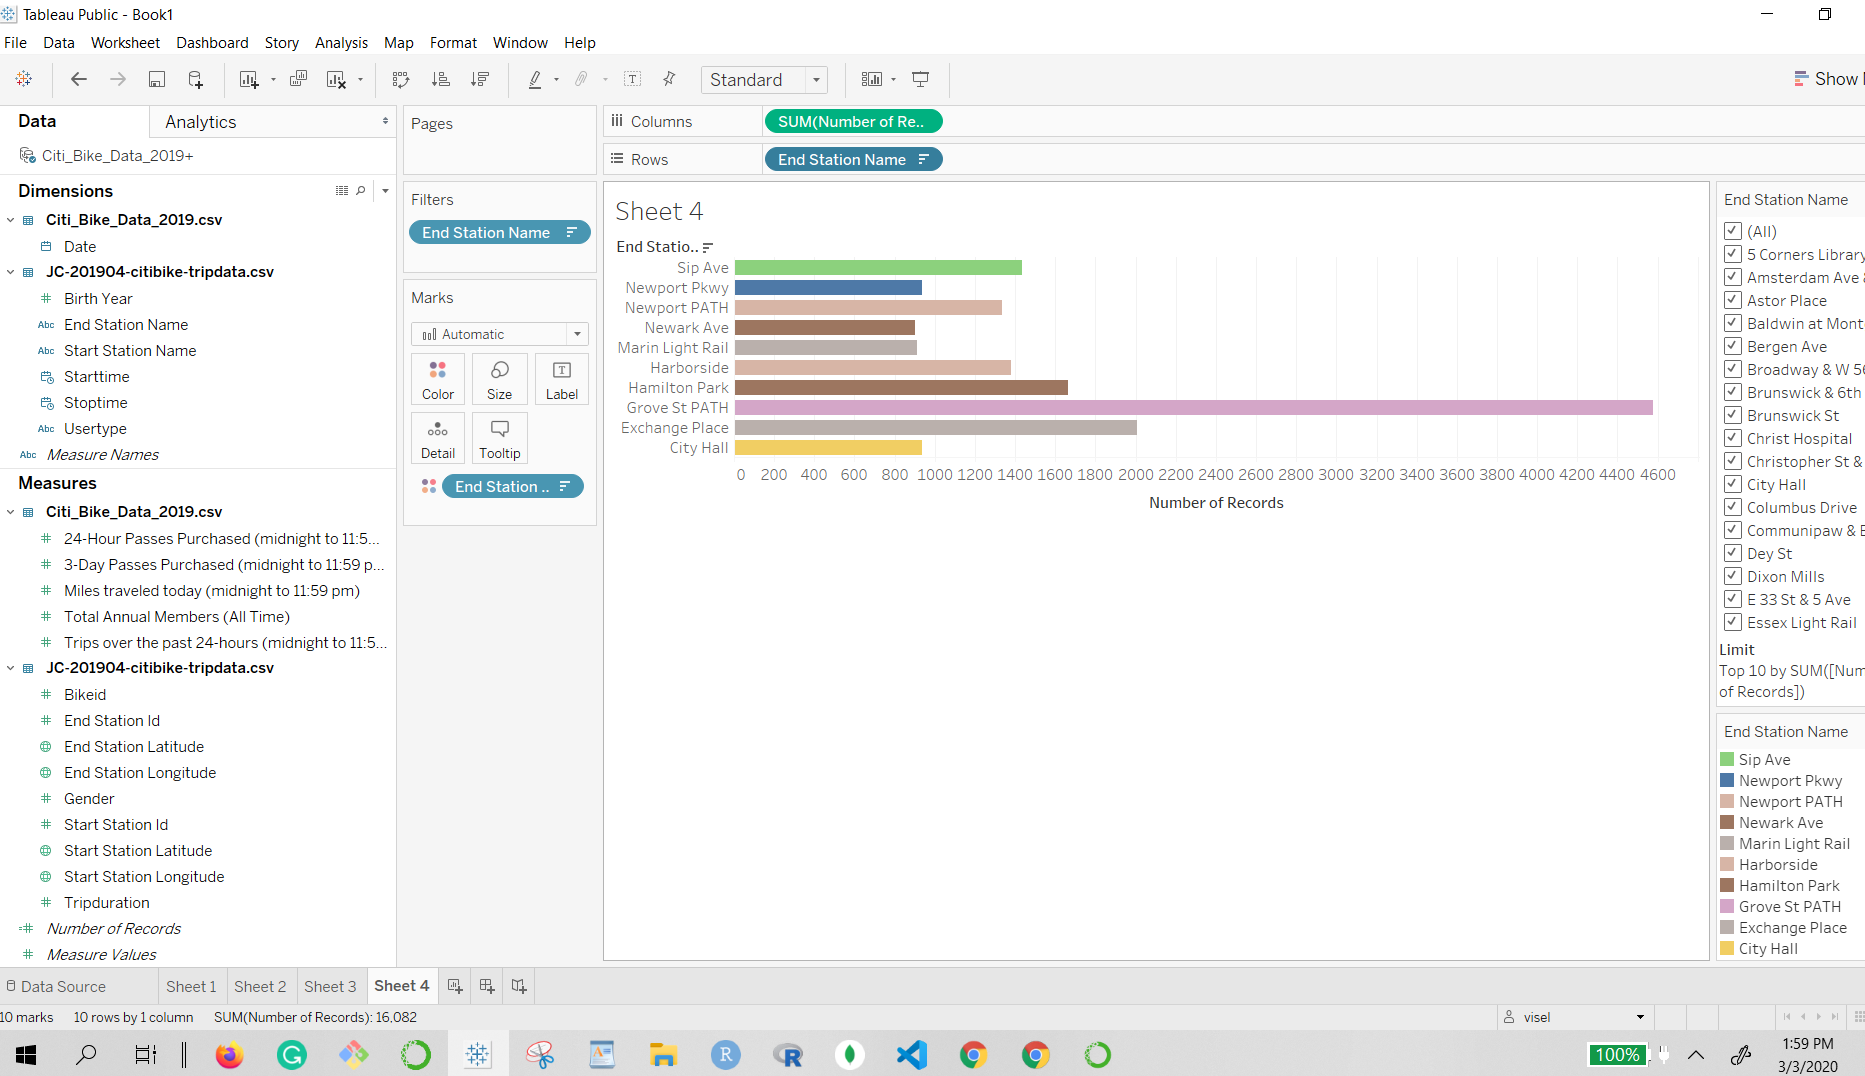 Tableau Public - Book1
File Data Worksheet Dashboard Story Analysis Map Format Window Help
Standard
Show
Data
Analytics
Citi_Bike_Data_2019+
Dimensions
Citi_Bike_Data_2019.csv
Date
JC-201904-citibike-tripdata.csv
Birth Year
Abc End Station Name
Abc Start Station Name
Starttime
Stoptime
Abc Usertype
Abc Measure Names
Measures
Citi_Bike_Data_2019.csv
24-Hour Passes Purchased (midnight to 11:5...
3-Day Passes Purchased (midnight to 11:59 p...
Miles traveled today (midnight to 11:59 pm)
Total Annual Members (All Time)
Trips over the past 24-hours (midnight to 11:5...
JC-201904-citibike-tripdata.csv
Bikeid
End Station Id
End Station Latitude
End Station Longitude
Gender
Start Station Id
Start Station Latitude
Start Station Longitude
Tripduration
Number of Records
Measure Values
Pages
Filters
End Station Name
Marks
Automatic
Color Size Label
Detail Tooltip
End Station ..
Columns SUM(Number of Re..
Rows End Station Name
Sheet 4
End Statio..
Sip Ave
Newport Pkwy
Newport PATH
Newark Ave
Marin Light Rail
Harborside
Hamilton Park
Grove St PATH
Exchange Place
City Hall
0 200 400 600 800 1000 1200 1400 1600 1800 2000 2200 2400 2600 2800 3000 3200 3400 3600 3800 4000 4200 4400 4600
Number of Records
End Station Name
(All)
5 Corners Library
Amsterdam Ave &
Astor Place
Baldwin at Mont
Bergen Ave
Broadway & W 56
Brunswick & 6th
Brunswick St
Christ Hospital
Christopher St &
City Hall
Columbus Drive
Communipaw & B
Dey St
Dixon Mills
E 33 St & 5 Ave
Essex Light Rail
Limit
Top 10 by SUM([Num
of Records])
End Station Name
Sip Ave
Newport Pkwy
Newport PATH
Newark Ave
Marin Light Rail
Harborside
Hamilton Park
Grove St PATH
Exchange Place
City Hall
Data Source Sheet 1 Sheet 2 Sheet 3 Sheet 4
10 marks 10 rows by 1 column SUM(Number of Records): 16,082
visel
100%
1:59 PM
3/3/2020